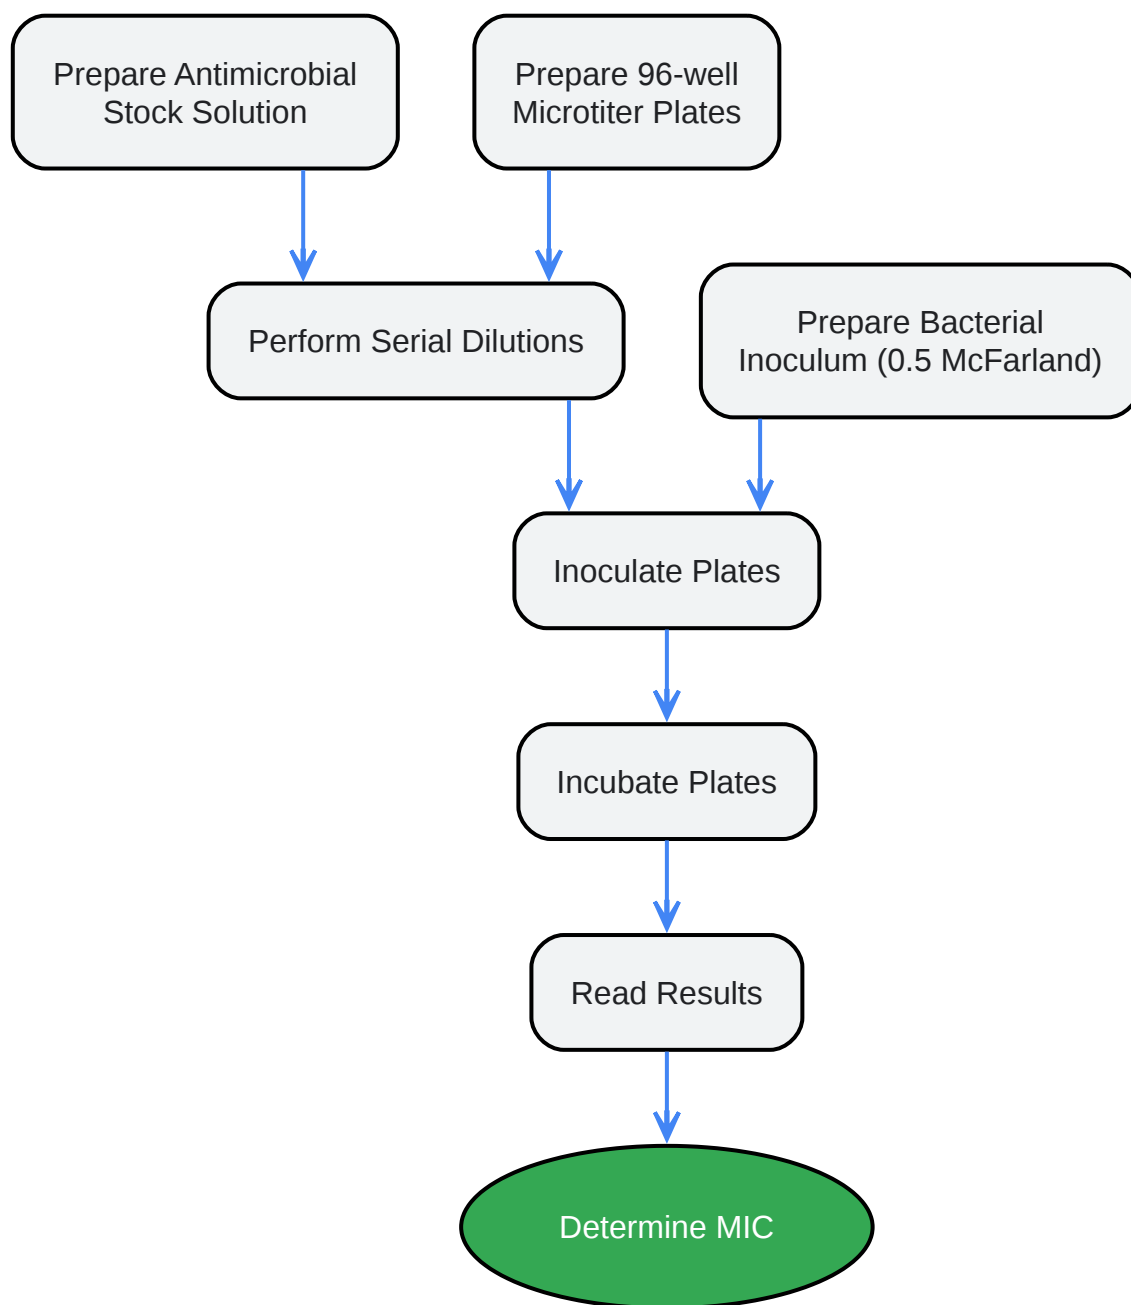 Prepare Antimicrobial
Stock Solution
Prepare 96-well
Microtiter Plates
Perform Serial Dilutions
Prepare Bacterial
Inoculum (0.5 McFarland)
Inoculate Plates
Incubate Plates
Read Results
Determine MIC